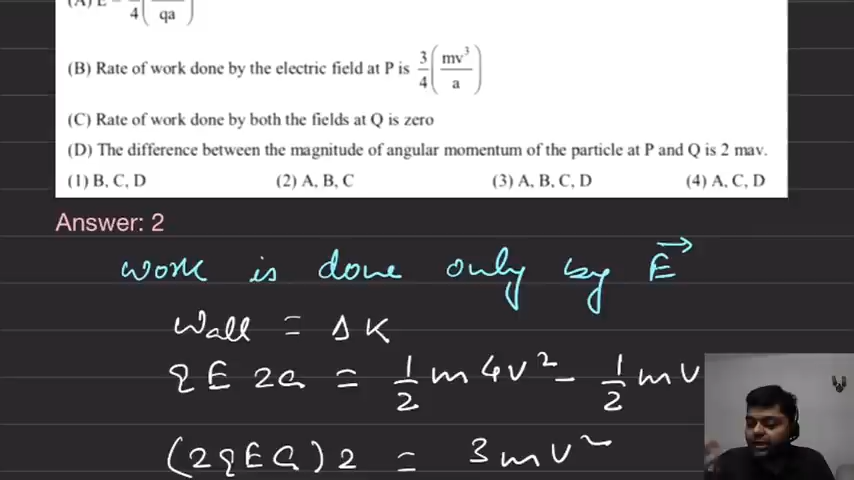 (A) E = 3/4 ( /qa)
(B) Rate of work done by the electric field at P is 3/4 (mv³/a)
(C) Rate of work done by both the fields at Q is zero
(D) The difference between the magnitude of angular momentum of the particle at P and Q is 2 mav.
(1) B, C, D (2) A, B, C (3) A, B, C, D (4) A, C, D
Answer: 2
work is done only by E⃗
Wall = Δ K
qE 2a = 1/2 m 4v² - 1/2 mv
(2qEa) 2 = 3mv²